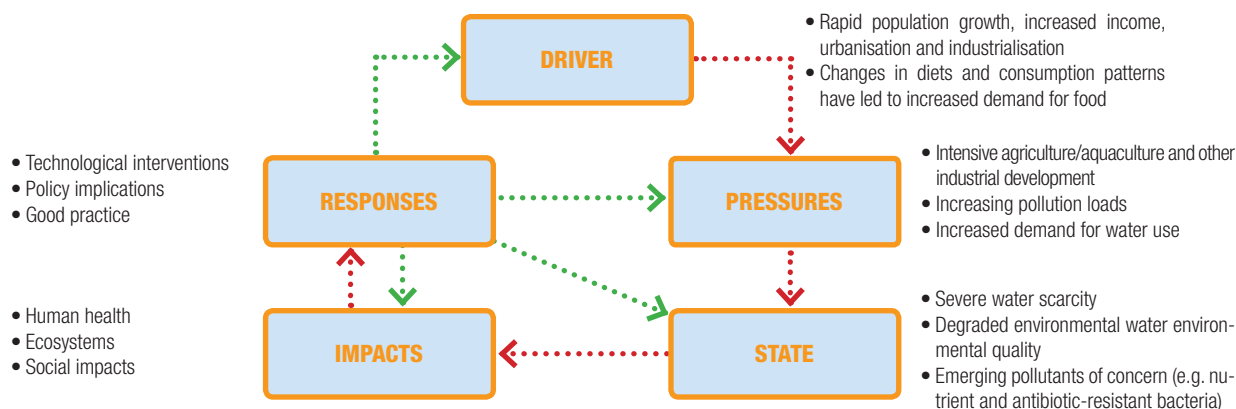 DRIVER
• Rapid population growth, increased income,
urbanisation and industrialisation
• Changes in diets and consumption patterns
have led to increased demand for food
• Technological interventions
• Policy implications
• Good practice
RESPONSES
PRESSURES
• Intensive agriculture/aquaculture and other
industrial development
• Increasing pollution loads
• Increased demand for water use
• Human health
• Ecosystems
• Social impacts
IMPACTS
STATE
• Severe water scarcity
• Degraded environmental water environ-
mental quality
• Emerging pollutants of concern (e.g. nu-
trient and antibiotic-resistant bacteria)